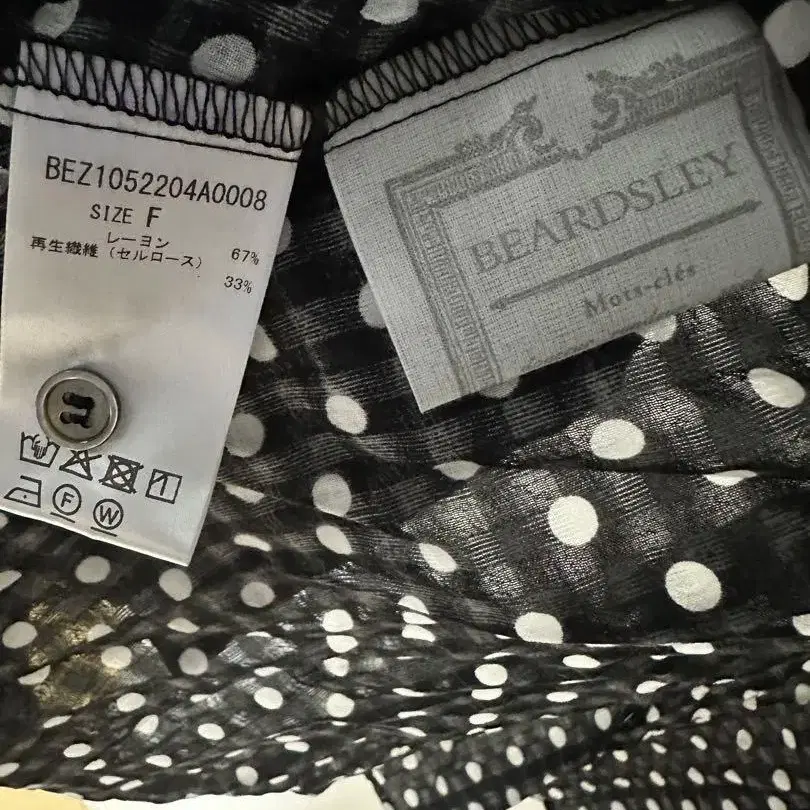 BEZ1052204A0008
SIZE F
レーヨン 67%
再生繊維(セルロース) 33%
F
W
BEARDSLEY
Mots-clés